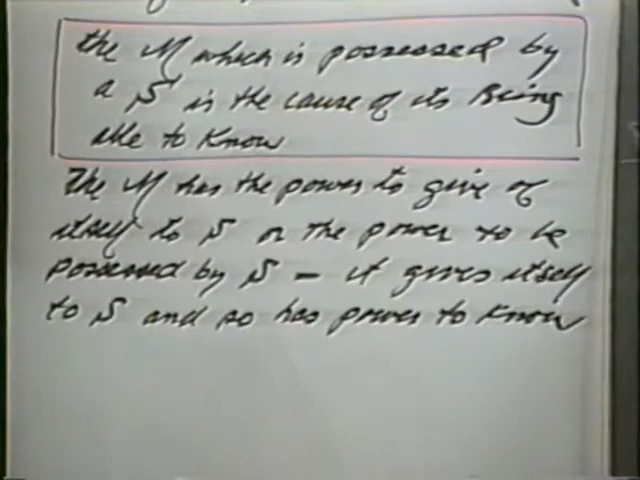 the M which is possessed by
a S is the cause of its Being
able to Know
The M has the power to give of
itself to S or the power to be
possessed by S – it gives itself
to S and so has power to know